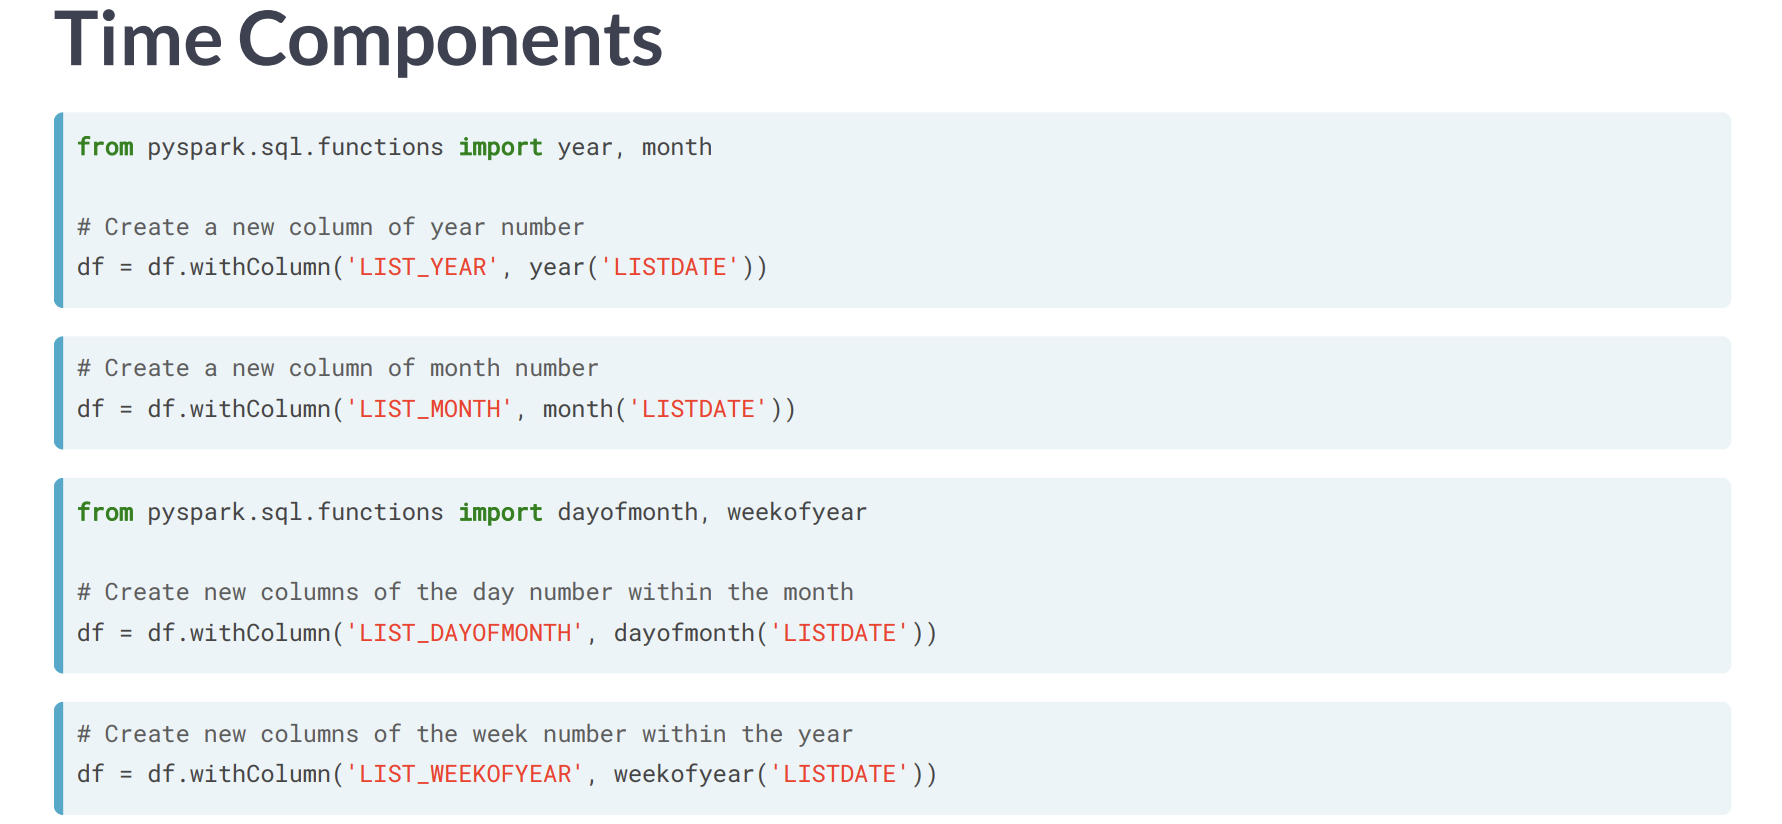 Time Components
from pyspark.sql.functions import year, month
# Create a new column of year number
df = df.withColumn('LIST_YEAR', year('LISTDATE'))
# Create a new column of month number
df = df.withColumn('LIST_MONTH', month('LISTDATE'))
from pyspark.sql.functions import dayofmonth, weekofyear
# Create new columns of the day number within the month
df = df.withColumn('LIST_DAYOFMONTH', dayofmonth('LISTDATE'))
# Create new columns of the week number within the year
df = df.withColumn('LIST_WEEKOFYEAR', weekofyear('LISTDATE'))